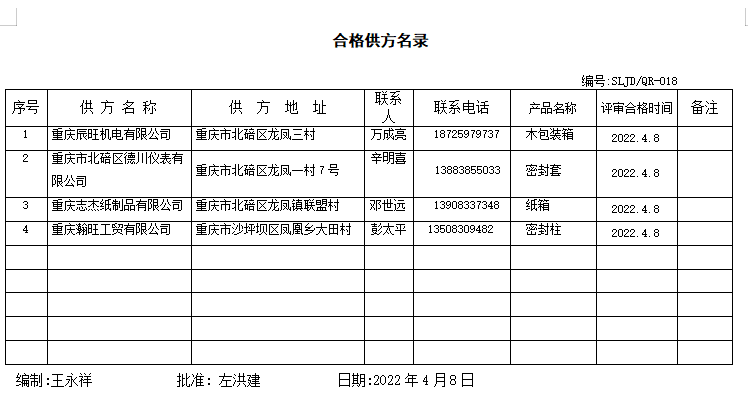 合格供方名录
编号:SLJD/QR-018
序号 供方名称 供方地址 联系人 联系电话 产品名称 评审合格时间 备注
1 重庆辰旺机电有限公司 重庆市北碚区龙凤三村 万成亮 18725979737 木包装箱 2022.4.8
2 重庆市北碚区德川仪表有限公司 重庆市北碚区龙凤一村7号 辛明喜 13883855033 密封套 2022.4.8
3 重庆志杰纸制品有限公司 重庆市北碚区龙凤镇联盟村 邓世远 13908337348 纸箱 2022.4.8
4 重庆瀚旺工贸有限公司 重庆市沙坪坝区凤凰乡大田村 彭太平 13508309482 密封柱 2022.4.8
编制:王永祥 批准: 左洪建 日期:2022年4月8日